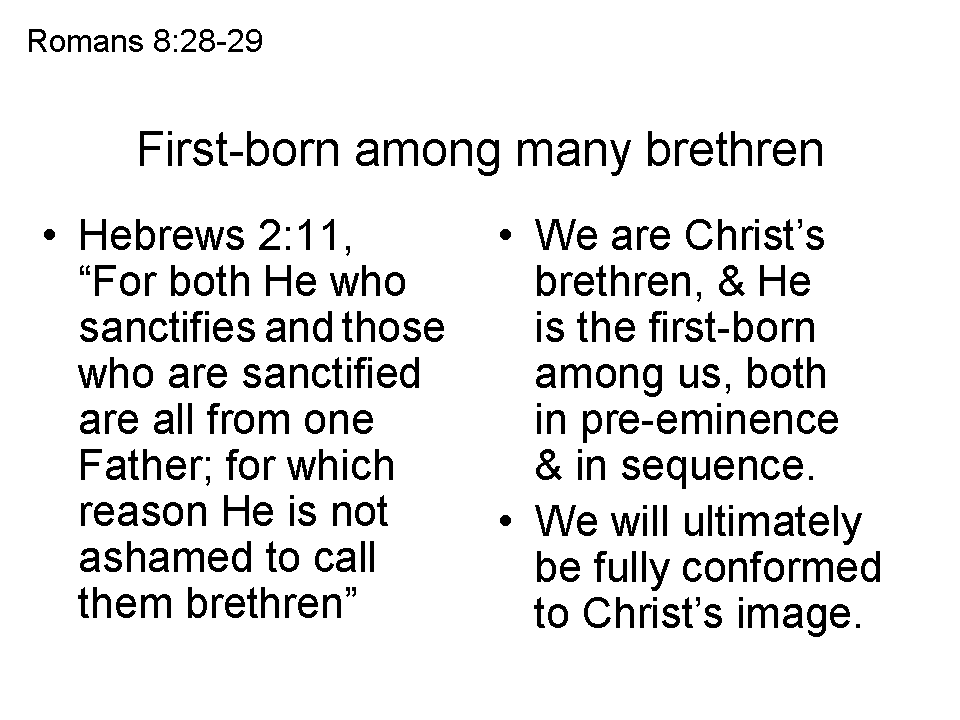 Romans 8:28-29
First-born among many brethren
• Hebrews 2:11,
“For both He who
sanctifies and those
who are sanctified
are all from one
Father; for which
reason He is not
ashamed to call
them brethren”
• We are Christ’s
brethren, & He
is the first-born
among us, both
in pre-eminence
& in sequence.
• We will ultimately
be fully conformed
to Christ’s image.